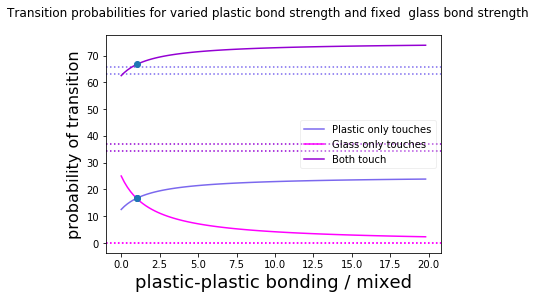 Transition probabilities for varied plastic bond strength and fixed  glass bond strength
probability of transition
70
60
50
40
30
20
10
0
Plastic only touches
Glass only touches
Both touch
0.0 2.5 5.0 7.5 10.0 12.5 15.0 17.5 20.0
plastic-plastic bonding / mixed